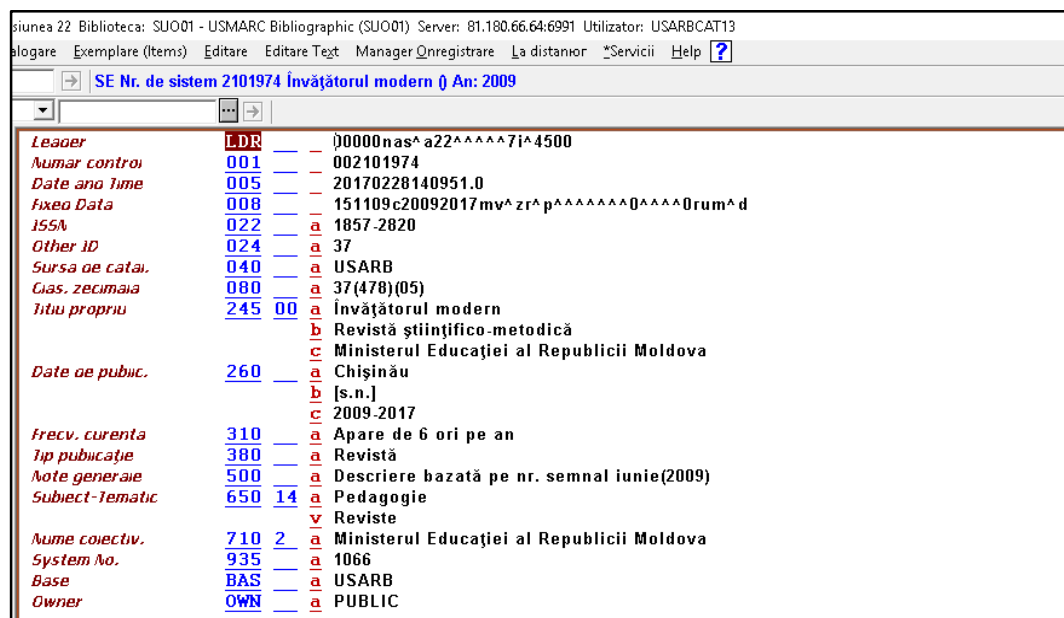 siunea 22 Biblioteca: SUO01 - USMARC Bibliographic (SUO01) Server: 81.180.66.64:6991 Utilizator: USARBCAT13
alogare Exemplare (Items) Editare Editare Text Manager Onregistrare La distanıor *Servicii Help ?
SE Nr. de sistem 2101974 Învăţătorul modern () An: 2009
Leader LDR 00000nas^a22^^^^^7i^4500
Numar control 001 002101974
Date and Time 005 20170228140951.0
Fixed Data 008 151109c20092017mv^zr^p^^^^^^^0^^^^0rum^d
ISSN 022 a 1857-2820
Other ID 024 a 37
Sursa de catal. 040 a USARB
Clas. zecimala 080 a 37(478)(05)
Titlu propriu 245 00 a Învăţătorul modern
b Revistă ştiinţifico-metodică
c Ministerul Educaţiei al Republicii Moldova
Date de public. 260 a Chişinău
b [s.n.]
c 2009-2017
Frecv. curenta 310 a Apare de 6 ori pe an
Tip publicaţie 380 a Revistă
Note generale 500 a Descriere bazată pe nr. semnal iunie(2009)
Subiect-Tematic 650 14 a Pedagogie
v Reviste
Nume colectiv. 710 2 a Ministerul Educaţiei al Republicii Moldova
System No. 935 a 1066
Base BAS a USARB
Owner OWN a PUBLIC